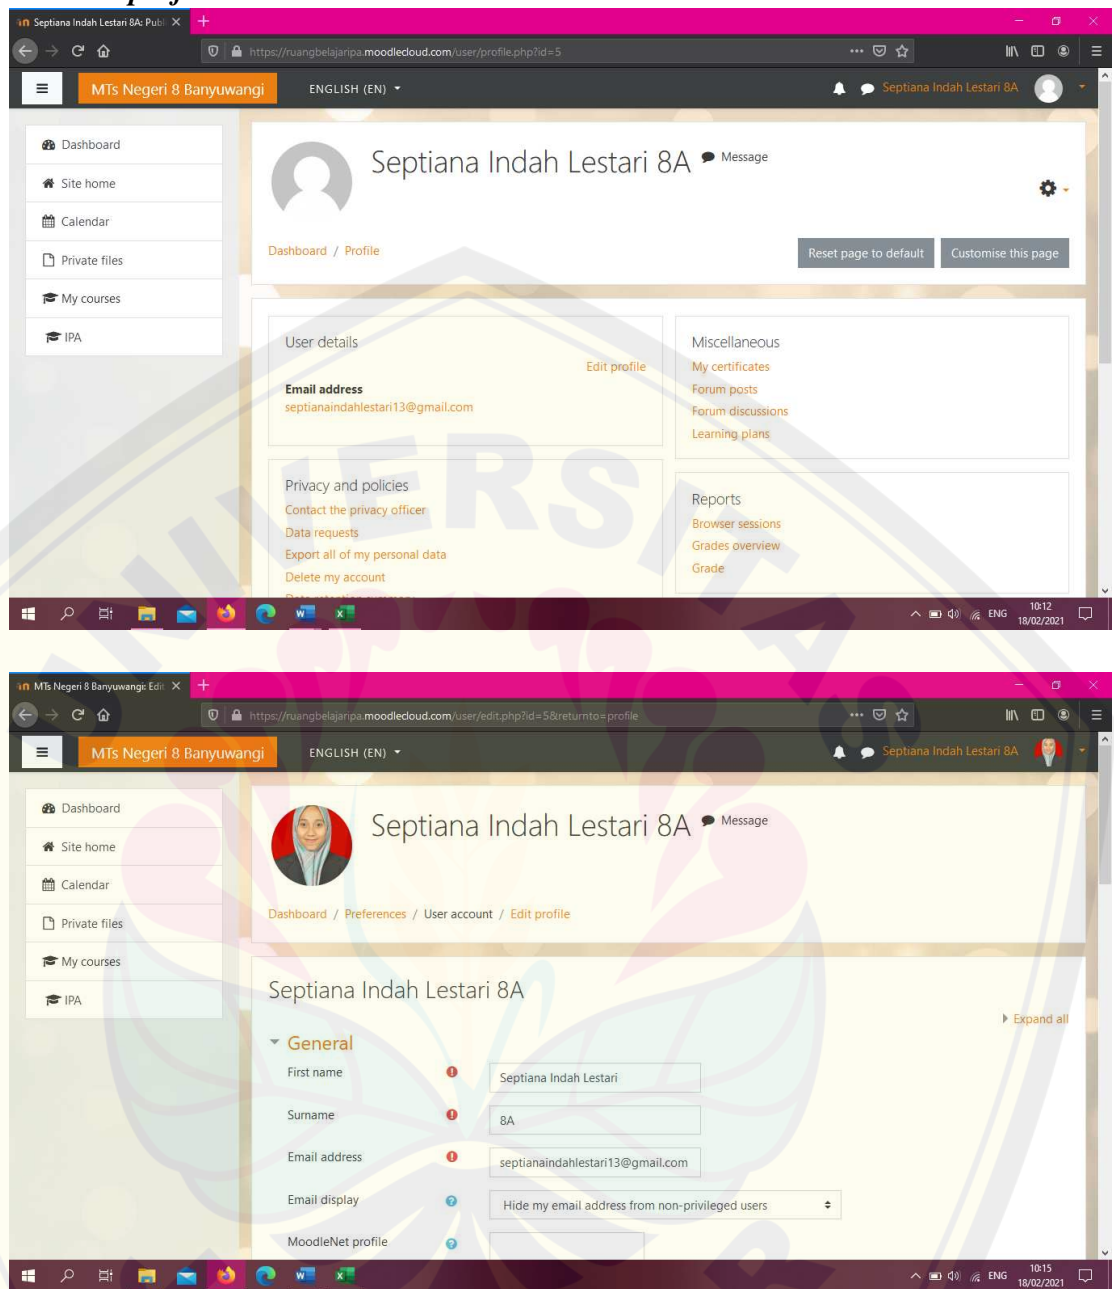 Septiana Indah Lestari 8A: Publ
https://ruangbelajaripa.moodlecloud.com/user/profile.php?id=5
MTs Negeri 8 Banyuwangi ENGLISH (EN) Septiana Indah Lestari 8A
Dashboard
Site home
Calendar
Private files
My courses
IPA
Septiana Indah Lestari 8A Message
Dashboard / Profile
Reset page to default Customise this page
User details
Edit profile
Email address
septianaindahlestari13@gmail.com
Miscellaneous
My certificates
Forum posts
Forum discussions
Learning plans
Privacy and policies
Contact the privacy officer
Data requests
Export all of my personal data
Delete my account
Reports
Browser sessions
Grades overview
Grade
ENG 10:12
18/02/2021
MTs Negeri 8 Banyuwangi: Edit
https://ruangbelajaripa.moodlecloud.com/user/edit.php?id=5&returnto=profile
MTs Negeri 8 Banyuwangi ENGLISH (EN) Septiana Indah Lestari 8A
Dashboard
Site home
Calendar
Private files
My courses
IPA
Septiana Indah Lestari 8A Message
Dashboard / Preferences / User account / Edit profile
Septiana Indah Lestari 8A
Expand all
General
First name Septiana Indah Lestari
Surname 8A
Email address septianaindahlestari13@gmail.com
Email display Hide my email address from non-privileged users
MoodleNet profile
ENG 10:15
18/02/2021
UNIVERSITAS